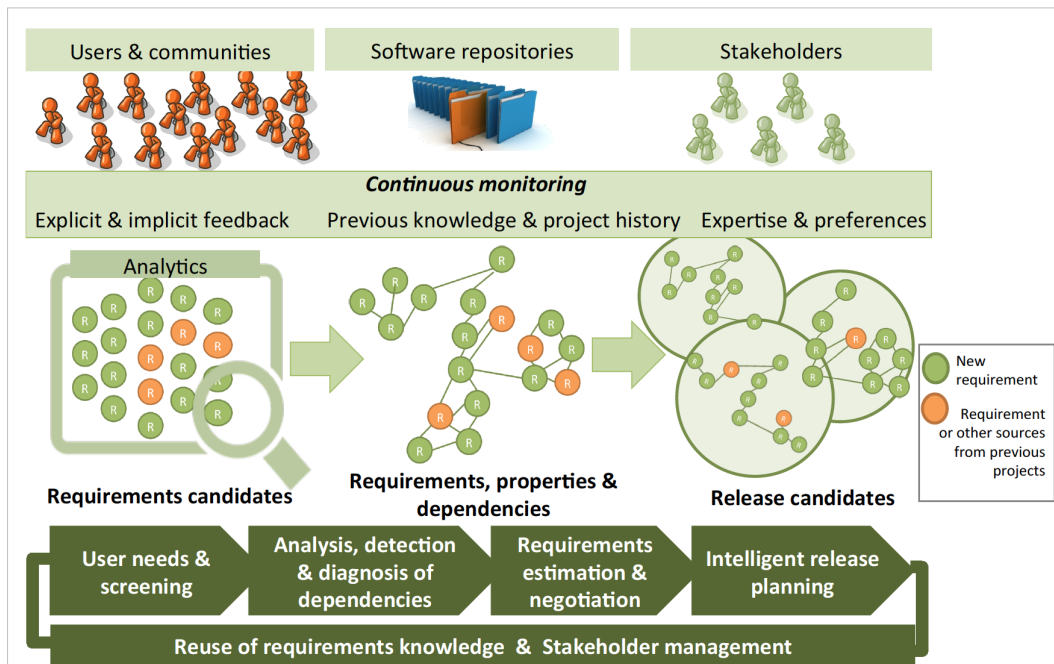 Users & communities
Software repositories
Stakeholders
Continuous monitoring
Explicit & implicit feedback
Previous knowledge & project history
Expertise & preferences
Analytics
R R R R R R R R R R R R R R R R R R R R R R
R R R R R R R R R R R R R R R R R R R
R R R R R R R R R
R R R R R R R R R
R R R R R R R R R R
New
requirement
Requirement
or other sources
from previous
projects
Requirements candidates
Requirements, properties &
dependencies
Release candidates
User needs &
screening
Analysis, detection
& diagnosis of
dependencies
Requirements
estimation &
negotiation
Intelligent release
planning
Reuse of requirements knowledge & Stakeholder management